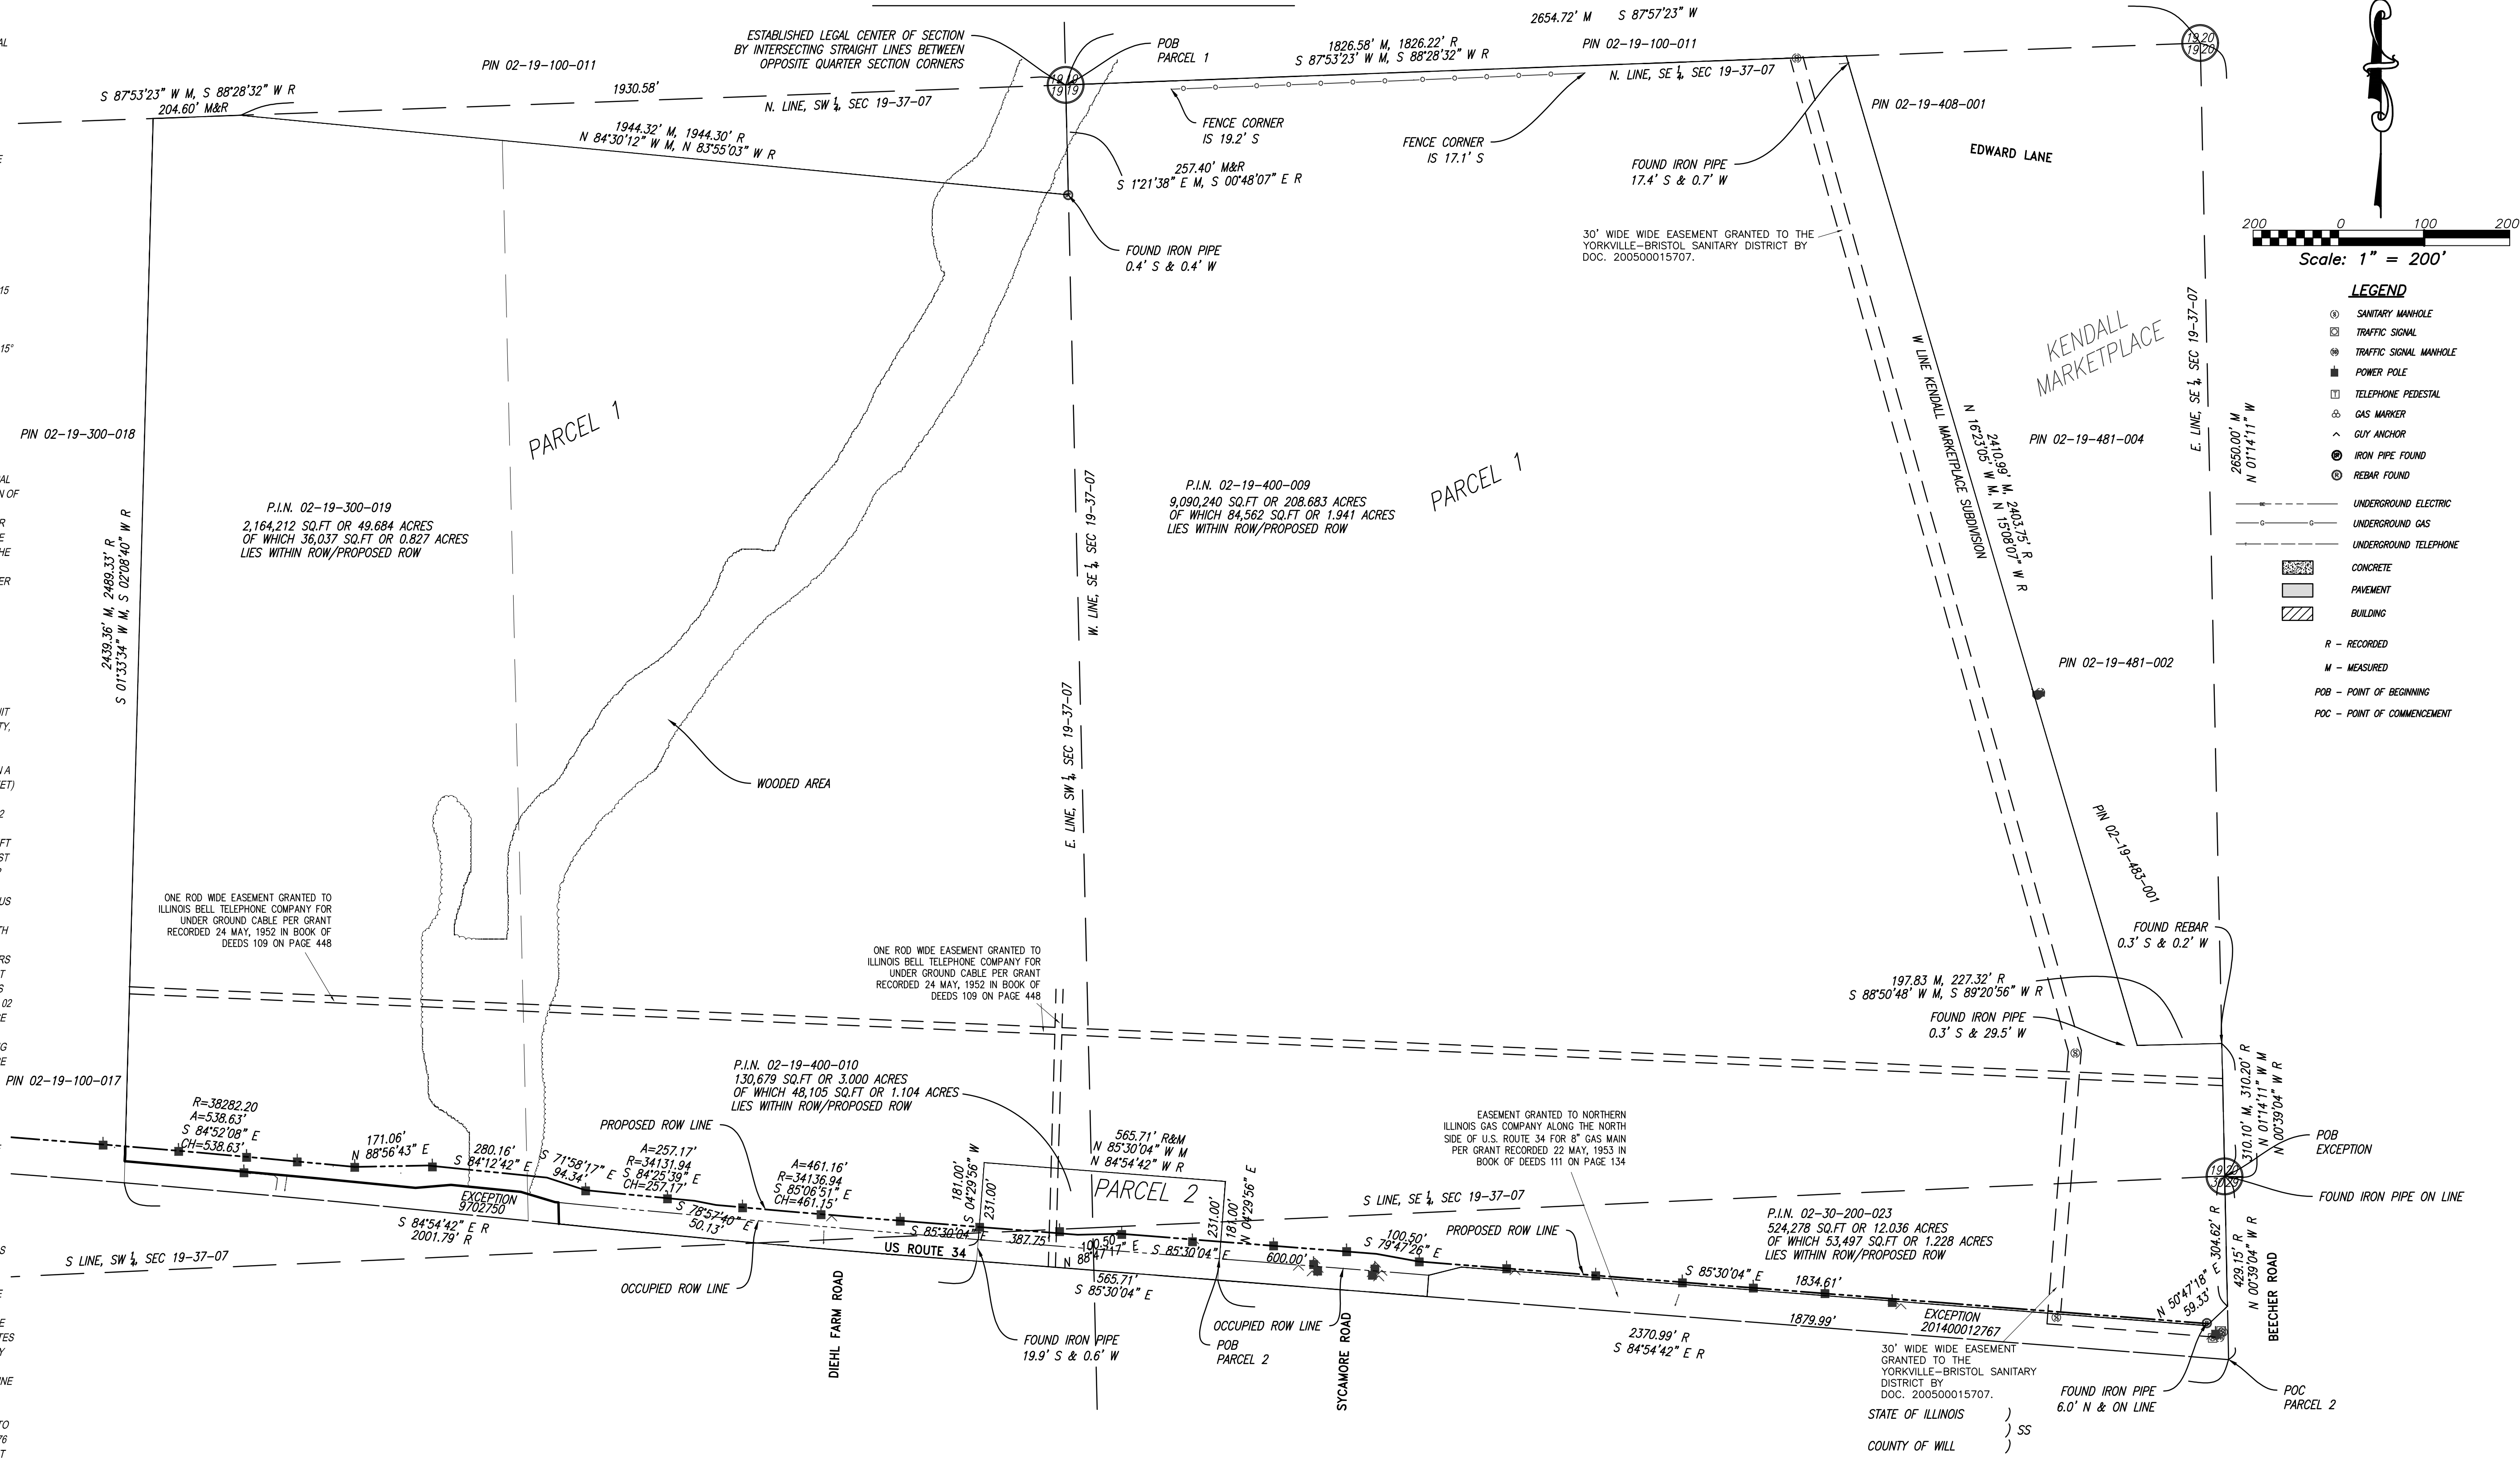 2654.72' M S 87°57'23" W
ESTABLISHED LEGAL CENTER OF SECTION
BY INTERSECTING STRAIGHT LINES BETWEEN
OPPOSITE QUARTER SECTION CORNERS
POB
PARCEL 1
1826.58' M, 1826.22' R
S 87°53'23' W M, S 88°28'32" W R
PIN 02-19-100-011
N. LINE, SE ¼, SEC 19-37-07
19 20
19 20
19 19
19 19
PIN 02-19-100-011
S 87°53'23" W M, S 88°28'32" W R
204.60' M&R
1930.58'
N. LINE, SW ¼, SEC 19-37-07
1944.32' M, 1944.30' R
N 84°30'12" W M, N 83°55'03" W R
257.40' M&R
S 1°21'38" E M, S 00°48'07" E R
FENCE CORNER
IS 19.2' S
FENCE CORNER
IS 17.1' S
FOUND IRON PIPE
17.4' S & 0.7' W
PIN 02-19-408-001
EDWARD LANE
FOUND IRON PIPE
0.4' S & 0.4' W
30' WIDE WIDE EASEMENT GRANTED TO THE
YORKVILLE-BRISTOL SANITARY DISTRICT BY
DOC. 200500015707.
200 0 100 200
Scale: 1" = 200'
LEGEND
SANITARY MANHOLE
TRAFFIC SIGNAL
TRAFFIC SIGNAL MANHOLE
POWER POLE
TELEPHONE PEDESTAL
GAS MARKER
GUY ANCHOR
IRON PIPE FOUND
REBAR FOUND
UNDERGROUND ELECTRIC
UNDERGROUND GAS
UNDERGROUND TELEPHONE
CONCRETE
PAVEMENT
BUILDING
R - RECORDED
M - MEASURED
POB - POINT OF BEGINNING
POC - POINT OF COMMENCEMENT
KENDALL
MARKETPLACE
E. LINE, SE ¼, SEC 19-37-07
2650.00' M
N 01°14'11" W
W LINE KENDALL MARKETPLACE SUBDIVISION
2410.99' M, 2403.75' R
N 16°23'05' W M, N 15°08'07" W R
PIN 02-19-481-004
PIN 02-19-481-002
PIN 02-19-483-001
PIN 02-19-300-018
PARCEL 1
P.I.N. 02-19-300-019
2,164,212 SQ.FT OR 49.684 ACRES
OF WHICH 36,037 SQ.FT OR 0.827 ACRES
LIES WITHIN ROW/PROPOSED ROW
2439.36' M, 2489.33' R
S 01°33'34" W M, S 02°08'40" W R
P.I.N. 02-19-400-009
9,090,240 SQ.FT OR 208.683 ACRES
OF WHICH 84,562 SQ.FT OR 1.941 ACRES
LIES WITHIN ROW/PROPOSED ROW
PARCEL 1
W. LINE, SE ¼, SEC 19-37-07
E. LINE, SW ¼, SEC 19-37-07
WOODED AREA
ONE ROD WIDE EASEMENT GRANTED TO
ILLINOIS BELL TELEPHONE COMPANY FOR
UNDER GROUND CABLE PER GRANT
RECORDED 24 MAY, 1952 IN BOOK OF
DEEDS 109 ON PAGE 448
ONE ROD WIDE EASEMENT GRANTED TO
ILLINOIS BELL TELEPHONE COMPANY FOR
UNDER GROUND CABLE PER GRANT
RECORDED 24 MAY, 1952 IN BOOK OF
DEEDS 109 ON PAGE 448
FOUND REBAR
0.3' S & 0.2' W
197.83 M, 227.32' R
S 88°50'48' W M, S 89°20'56" W R
FOUND IRON PIPE
0.3' S & 29.5' W
310.10' M, 310.20' R
N 01°14'11" W M
N 00°39'04" W R
PIN 02-19-100-017
P.I.N. 02-19-400-010
130,679 SQ.FT OR 3.000 ACRES
OF WHICH 48,105 SQ.FT OR 1.104 ACRES
LIES WITHIN ROW/PROPOSED ROW
PROPOSED ROW LINE
R=38282.20
A=538.63'
S 84°52'08" E
CH=538.63'
171.06'
N 88°56'43" E
280.16'
S 84°12'42" E
S 71°58'17" E
94.34'
A=257.17'
R=34131.94
S 84°25'39" E
CH=257.17'
A=461.16'
R=34136.94
S 85°06'51" E
CH=461.15'
S 78°57'40" E
50.13'
EXCEPTION
9702750
S 84°54'42" E R
2001.79' R
S LINE, SW ¼, SEC 19-37-07
OCCUPIED ROW LINE
DIEHL FARM ROAD
US ROUTE 34
181.00'
S 04°29'56" W
231.00'
565.71' R&M
N 85°30'04" W M
N 84°54'42" W R
PARCEL 2
231.00'
181.00'
N 04°29'56" E
S 85°30'04" E
387.75
100.50'
N 88°47'17" E
S 85°30'04" E
600.00'
565.71'
S 85°30'04" E
FOUND IRON PIPE
19.9' S & 0.6' W
POB
PARCEL 2
OCCUPIED ROW LINE
SYCAMORE ROAD
100.50'
S 79°47'26" E
PROPOSED ROW LINE
EASEMENT GRANTED TO NORTHERN
ILLINOIS GAS COMPANY ALONG THE NORTH
SIDE OF U.S. ROUTE 34 FOR 8" GAS MAIN
PER GRANT RECORDED 22 MAY, 1953 IN
BOOK OF DEEDS 111 ON PAGE 134
S LINE, SE ¼, SEC 19-37-07
P.I.N. 02-30-200-023
524,278 SQ.FT OR 12.036 ACRES
OF WHICH 53,497 SQ.FT OR 1.228 ACRES
LIES WITHIN ROW/PROPOSED ROW
S 85°30'04" E
1834.61'
EXCEPTION
201400012767
1879.99'
2370.99' R
S 84°54'42" E R
N 50°47'18" E
59.33'
19 20
30 29
POB
EXCEPTION
FOUND IRON PIPE ON LINE
304.62' R
429.15' R
N 00°39'04" W R
BEECHER ROAD
30' WIDE WIDE EASEMENT
GRANTED TO THE
YORKVILLE-BRISTOL SANITARY
DISTRICT BY
DOC. 200500015707.
FOUND IRON PIPE
6.0' N & ON LINE
POC
PARCEL 2
STATE OF ILLINOIS )
) SS
COUNTY OF WILL )